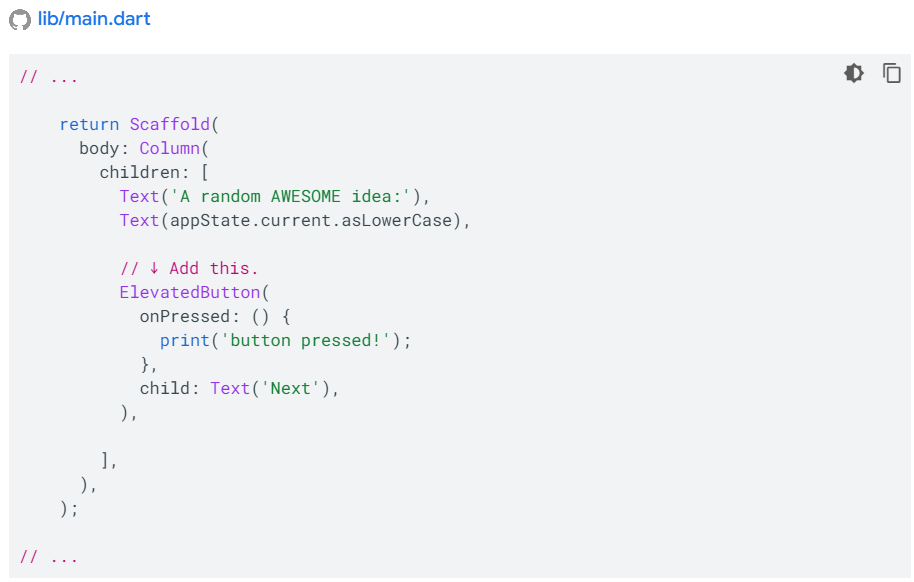 lib/main.dart
// ...
return Scaffold(
body: Column(
children: [
Text('A random AWESOME idea:'),
Text(appState.current.asLowerCase),
// ↓ Add this.
ElevatedButton(
onPressed: () {
print('button pressed!');
},
child: Text('Next'),
),
],
),
);
// ...